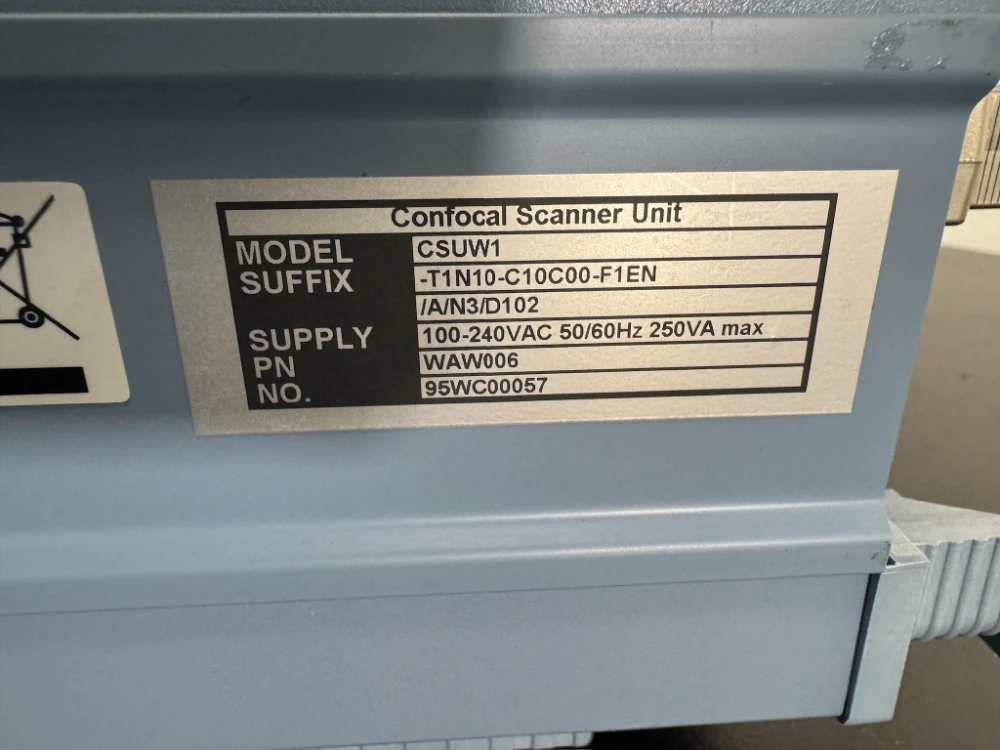 Confocal Scanner Unit
MODEL CSUW1
SUFFIX -T1N10-C10C00-F1EN
/A/N3/D102
SUPPLY 100-240VAC 50/60Hz 250VA max
PN WAW006
NO. 95WC00057